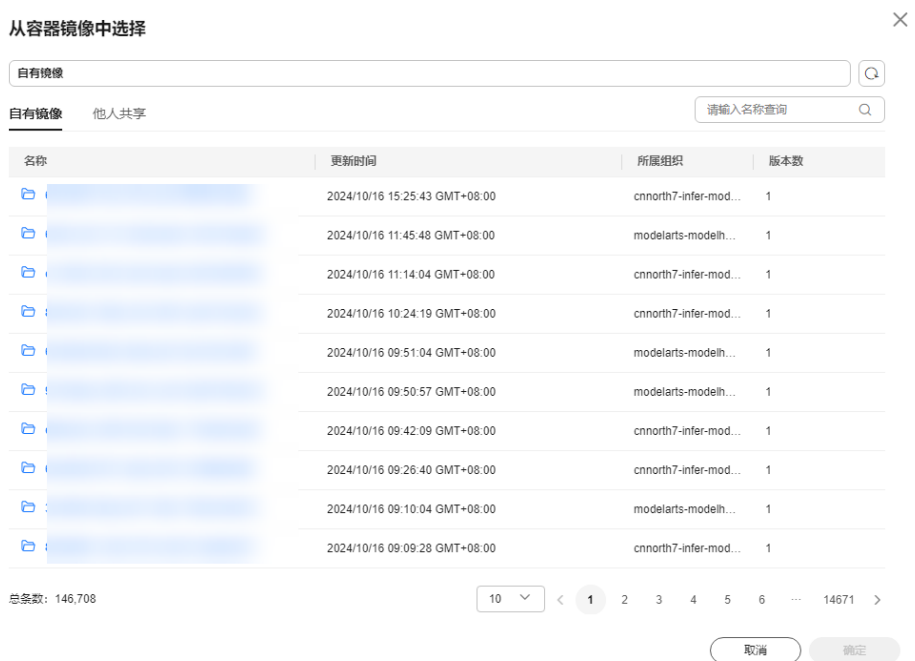 从容器镜像中选择
自有镜像
自有镜像 他人共享 请输入名称查询
名称 更新时间 所属组织 版本数
2024/10/16 15:25:43 GMT+08:00 cnnorth7-infer-mod... 1
2024/10/16 11:45:48 GMT+08:00 modelarts-modelh... 1
2024/10/16 11:14:04 GMT+08:00 cnnorth7-infer-mod... 1
2024/10/16 10:24:19 GMT+08:00 cnnorth7-infer-mod... 1
2024/10/16 09:51:04 GMT+08:00 modelarts-modelh... 1
2024/10/16 09:50:57 GMT+08:00 modelarts-modelh... 1
2024/10/16 09:42:09 GMT+08:00 cnnorth7-infer-mod... 1
2024/10/16 09:26:40 GMT+08:00 cnnorth7-infer-mod... 1
2024/10/16 09:10:04 GMT+08:00 modelarts-modelh... 1
2024/10/16 09:09:28 GMT+08:00 cnnorth7-infer-mod... 1
总条数：146,708 10 1 2 3 4 5 6 ... 14671
取消 确定